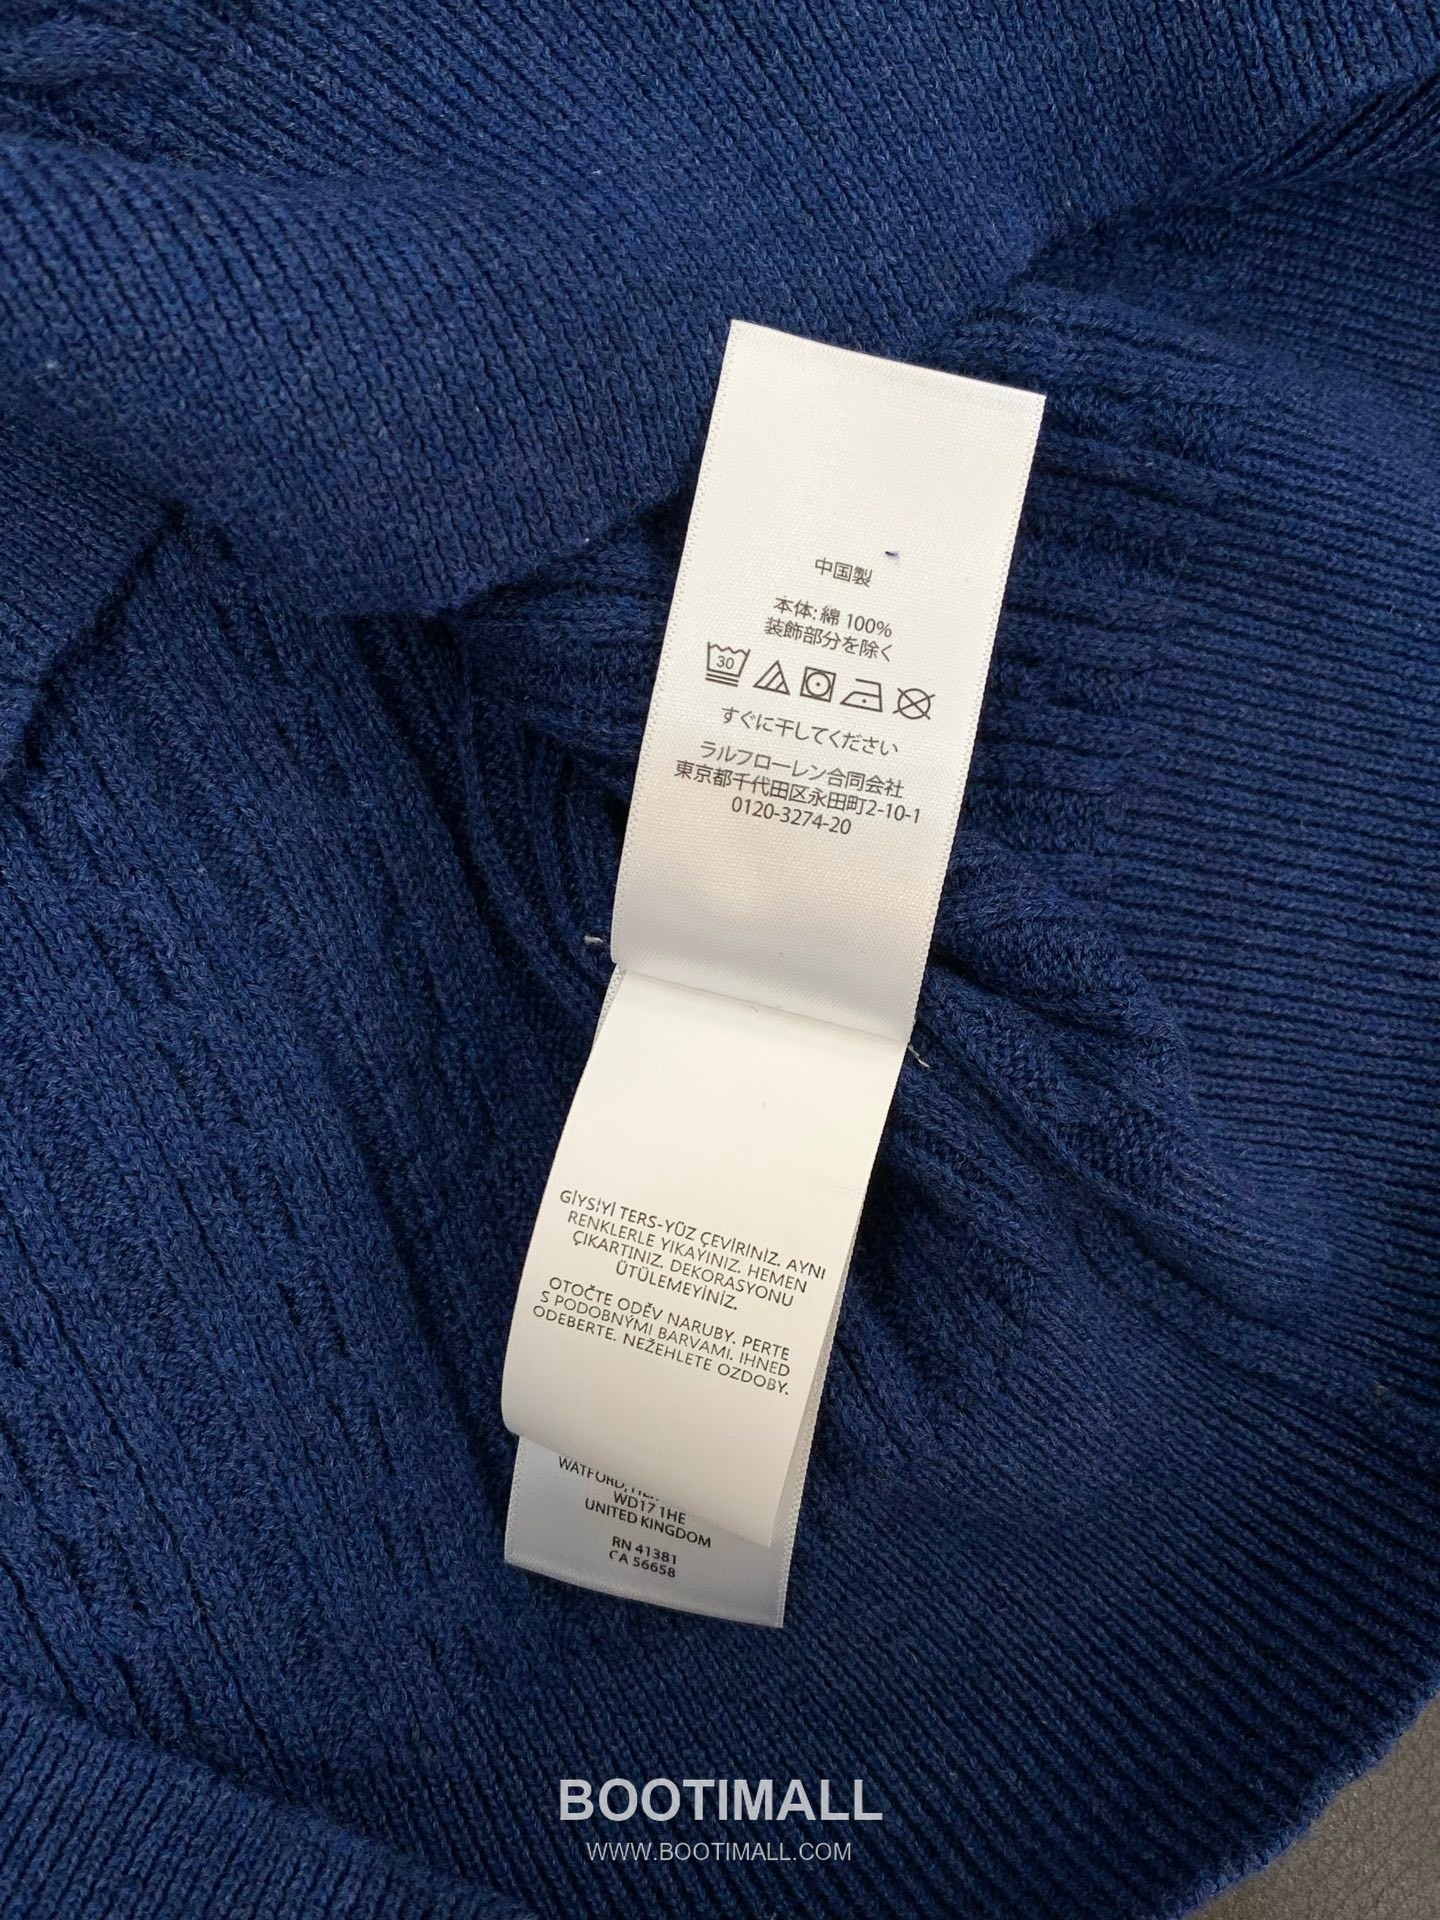 中国製
本体: 綿 100%
装飾部分を除く
30
すぐに干してください
ラルフローレン合同会社
東京都千代田区永田町2-10-1
0120-3274-20
GİYSİYİ TERS-YÜZ ÇEVİRİNİZ. AYNI
RENKLERLE YIKAYINIZ. HEMEN
ÇIKARTINIZ. DEKORASYONU
ÜTÜLEMEYİNİZ.
OTOČTE ODĚV NARUBY. PERTE
S PODOBNÝMI BARVAMI. IHNED
ODEBERTE. NEŽEHLETE OZDOBY.
WATFORD,
WD17 1HE
UNITED KINGDOM
RN 41381
CA 56658
BOOTIMALL
WWW.BOOTIMALL.COM